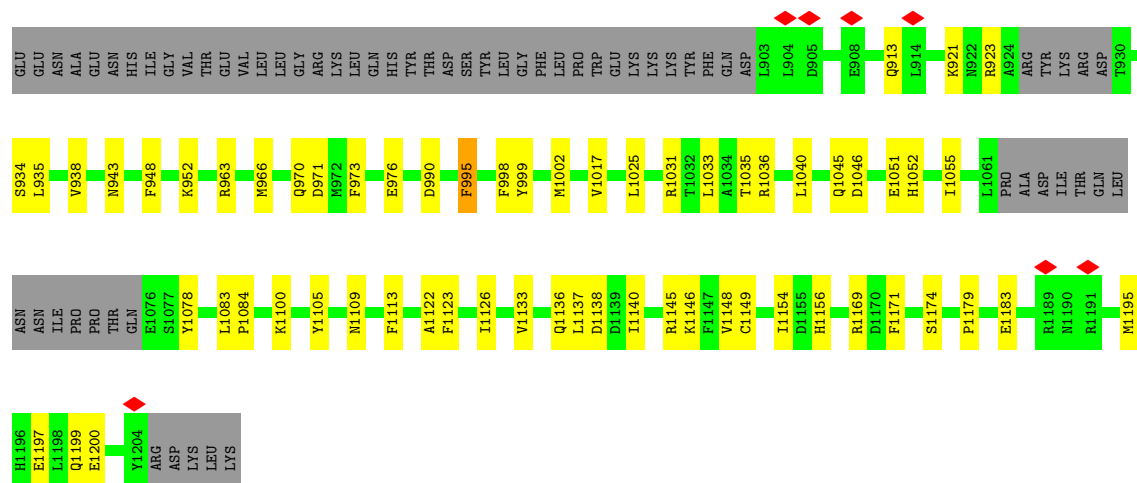 GLU GLU ASN ASN ALA GLU ASN HIS ILE GLY VAL THR GLU VAL LEU LEU GLY ARG LYS LEU GLN HIS TYR THR ASP SER TYR LEU GLY PHE LEU PRO TRP GLU LYS LYS LYS TYR PHE GLN ASP L903 L904 D905 E908 Q913 L914 K921 N922 R923 A924 ARG TYR LYS ARG ASP T930
S934 L935 V938 N943 F948 K952 R963 M966 Q970 D971 M972 F973 E976 D990 F995 F998 Y999 M1002 V1017 L1025 R1031 T1032 L1033 A1034 T1035 R1036 L1040 Q1045 D1046 E1051 H1052 I1055 L1061 PRO ALA ASP ILE THR GLN LEU
ASN ASN ILE PRO PRO THR GLN E1076 S1077 Y1078 L1083 P1084 K1100 Y1105 N1109 F1113 A1122 F1123 I1126 V1133 Q1136 L1137 D1138 D1139 I1140 R1145 K1146 F1147 V1148 C1149 I1154 D1155 H1156 R1169 D1170 F1171 S1174 P1179 E1183 R1189 N1190 R1191 M1195
H1196 E1197 L1198 Q1199 E1200 Y1204 ARG ASP LYS LEU LYS